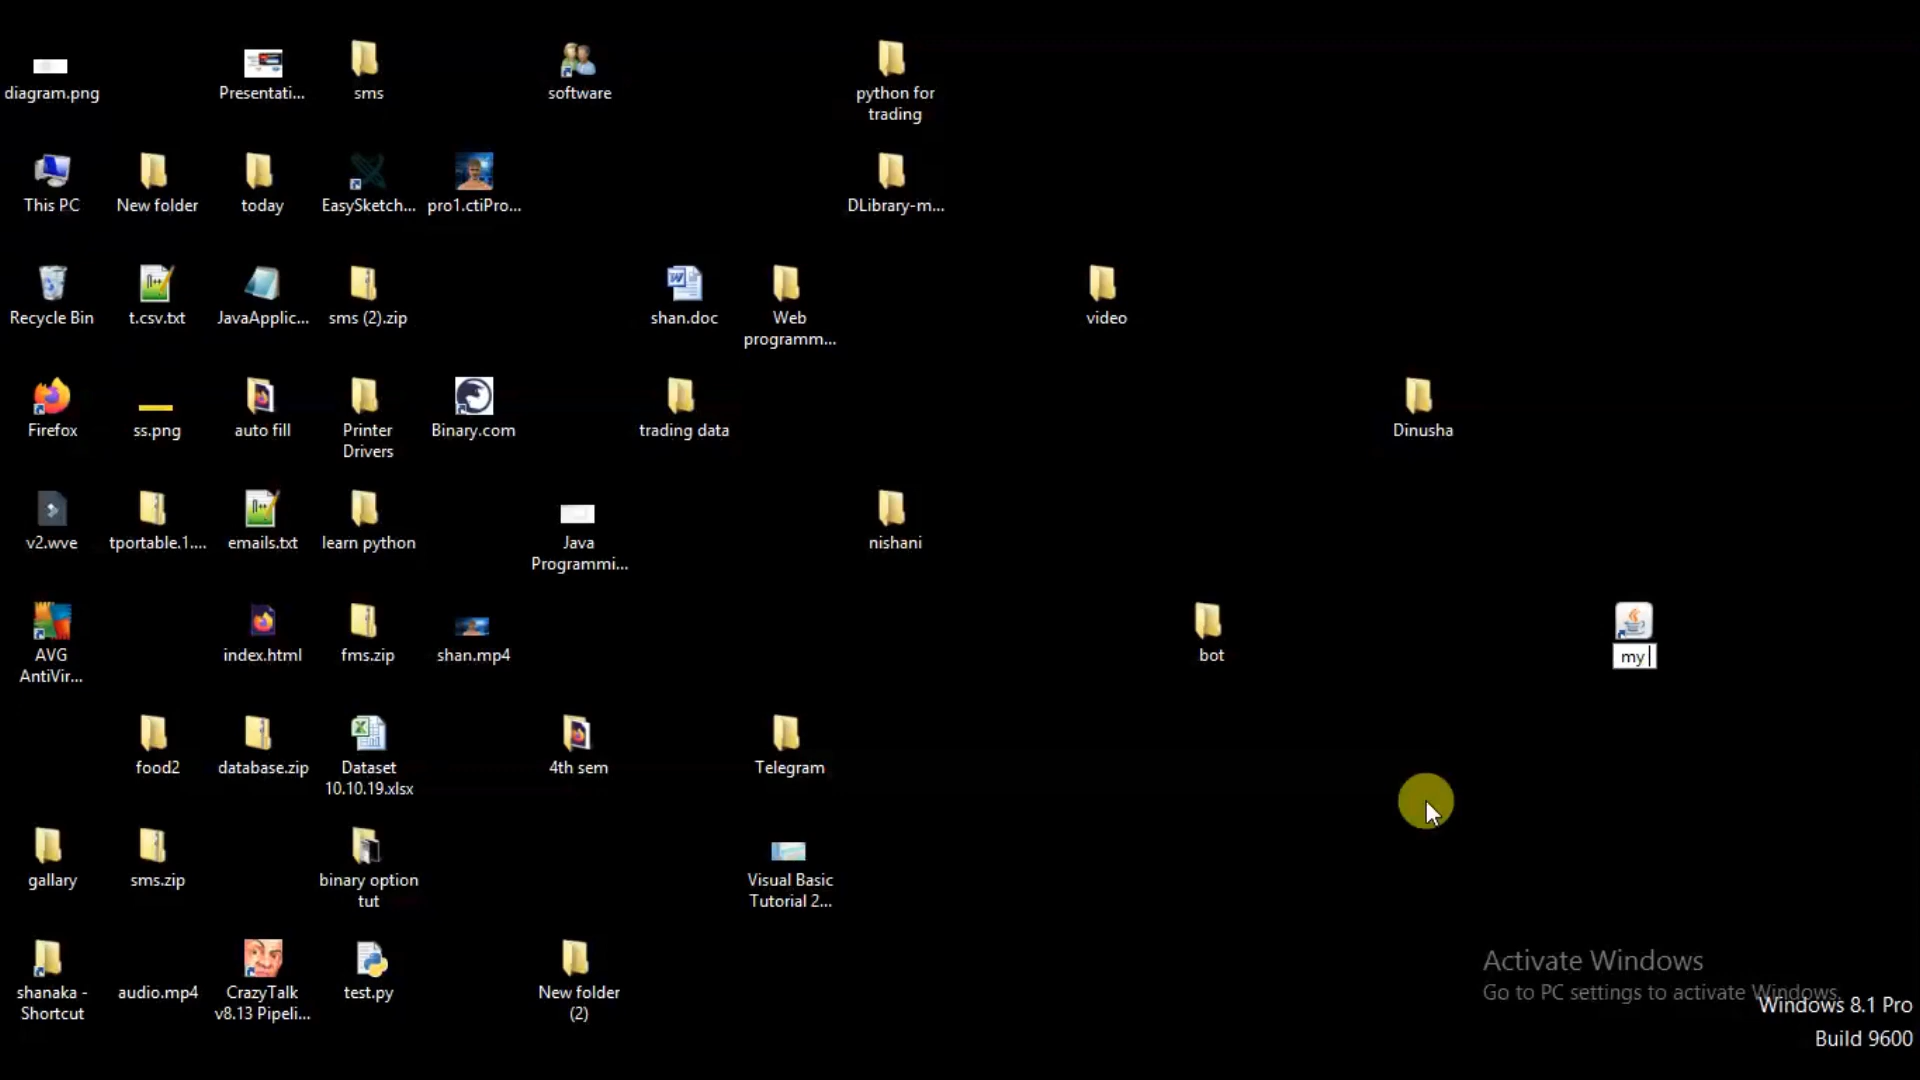 diagram.png
Presentati...
sms
software
python for
trading
This PC
New folder
today
EasySketch...
pro1.ctiPro...
DLibrary-m...
Recycle Bin
t.csv.txt
JavaApplic...
sms (2).zip
shan.doc
Web
programm...
video
Firefox
ss.png
auto fill
Printer
Drivers
Binary.com
trading data
Dinusha
v2.wve
tportable.1....
emails.txt
learn python
Java
Programmi...
nishani
AVG
AntiVir...
index.html
fms.zip
shan.mp4
bot
my
food2
database.zip
Dataset
10.10.19.xlsx
4th sem
Telegram
gallary
sms.zip
binary option
tut
Visual Basic
Tutorial 2...
shanaka -
Shortcut
audio.mp4
CrazyTalk
v8.13 Pipeli...
test.py
New folder
(2)
Activate Windows
Go to PC settings to activate Windows.
Windows 8.1 Pro
Build 9600